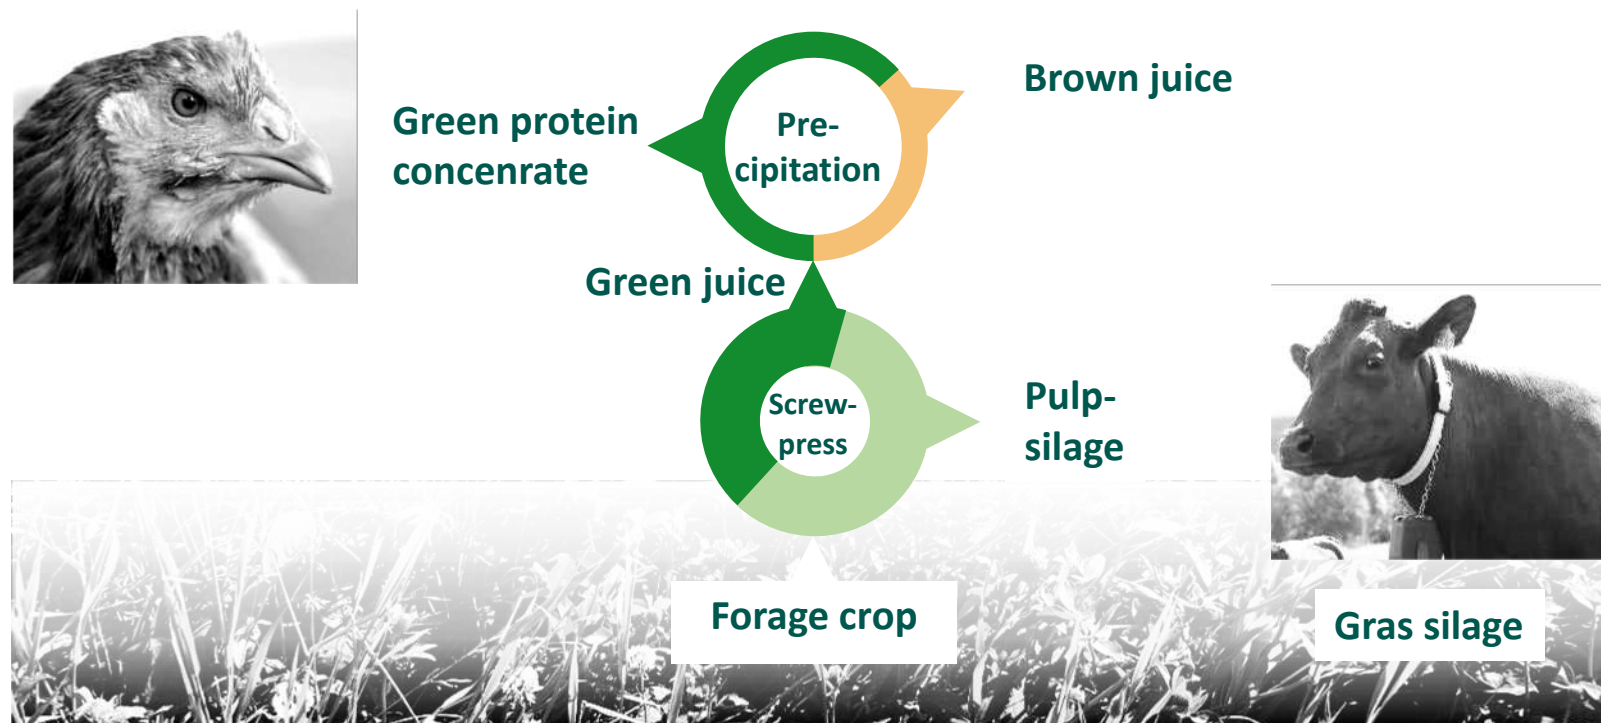 Brown juice
Green protein
concenrate
Pre-
cipitation
Green juice
Screw-
press
Pulp-
silage
Forage crop
Gras silage